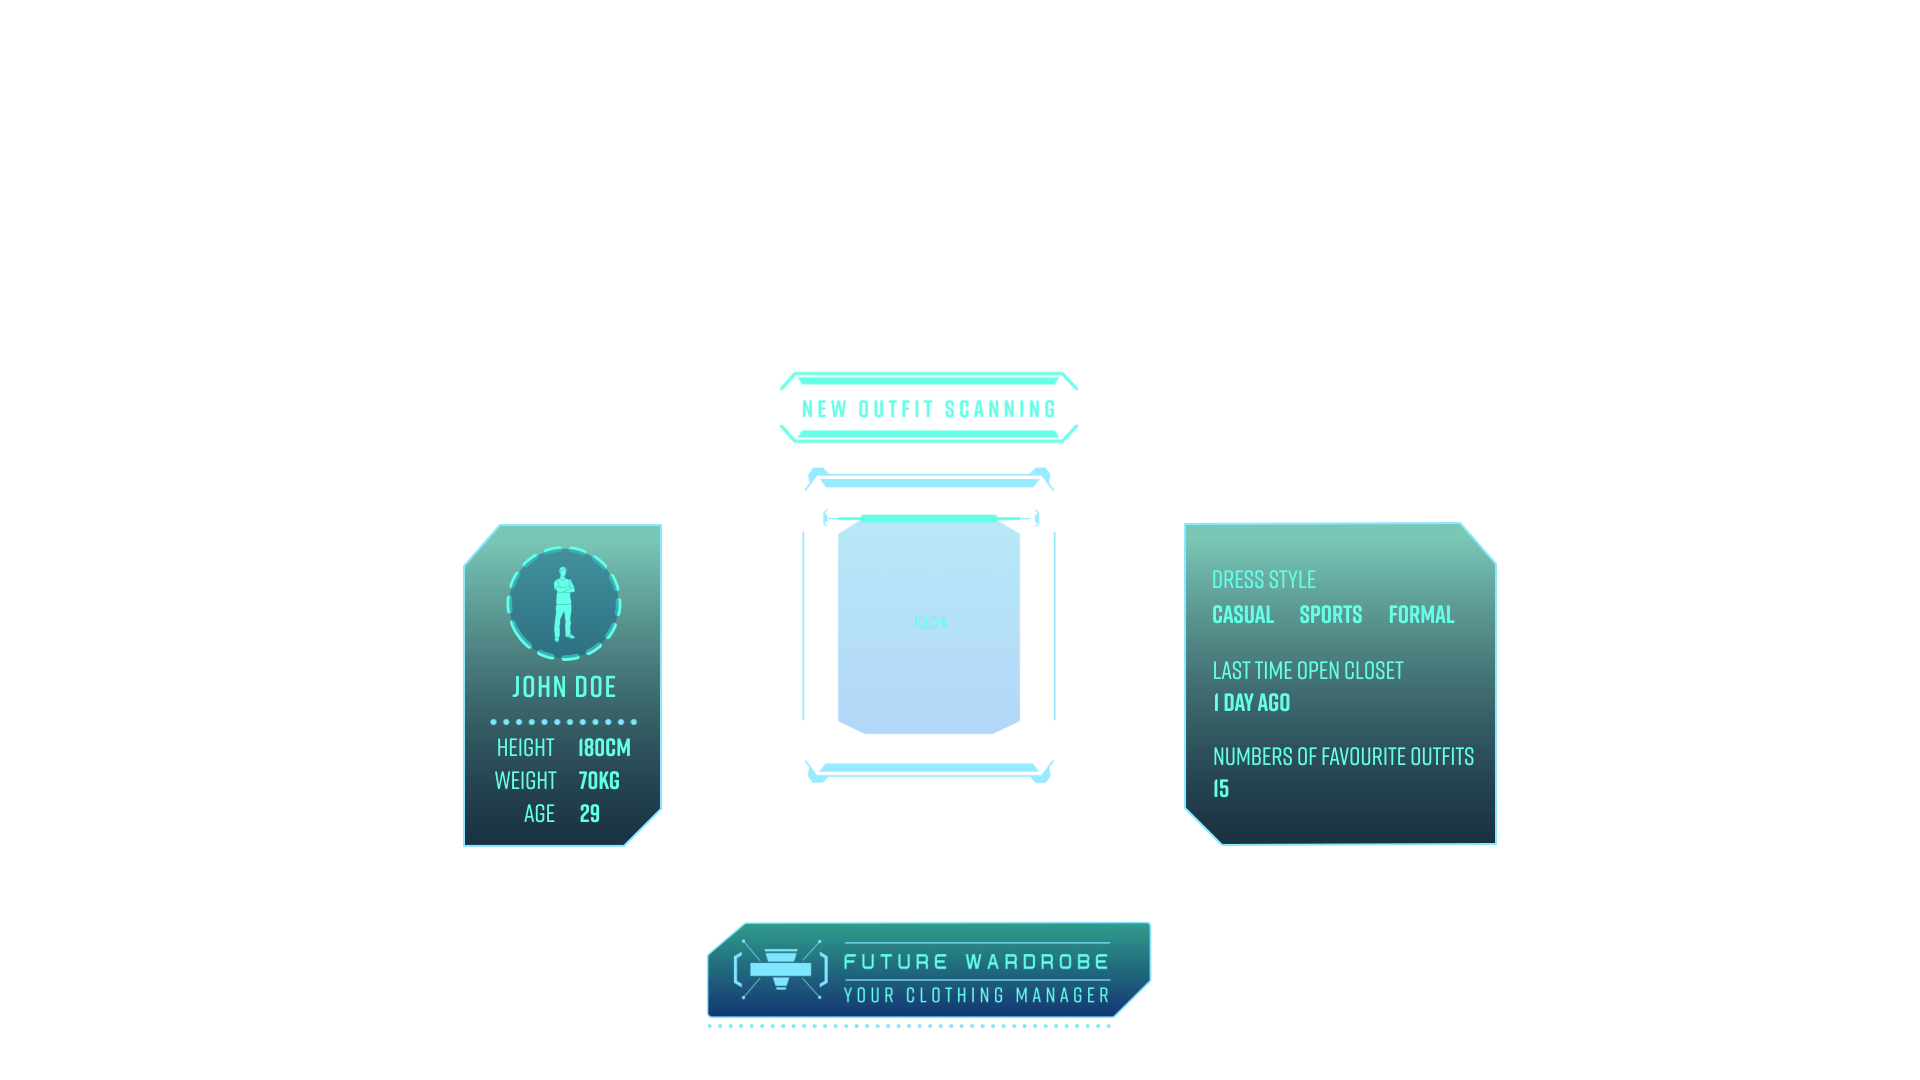 NEW OUTFIT SCANNING
100%
JOHN DOE
HEIGHT 180CM
WEIGHT 70KG
AGE 29
DRESS STYLE
CASUAL SPORTS FORMAL
LAST TIME OPEN CLOSET
1 DAY AGO
NUMBERS OF FAVOURITE OUTFITS
15
FUTURE WARDROBE
YOUR CLOTHING MANAGER